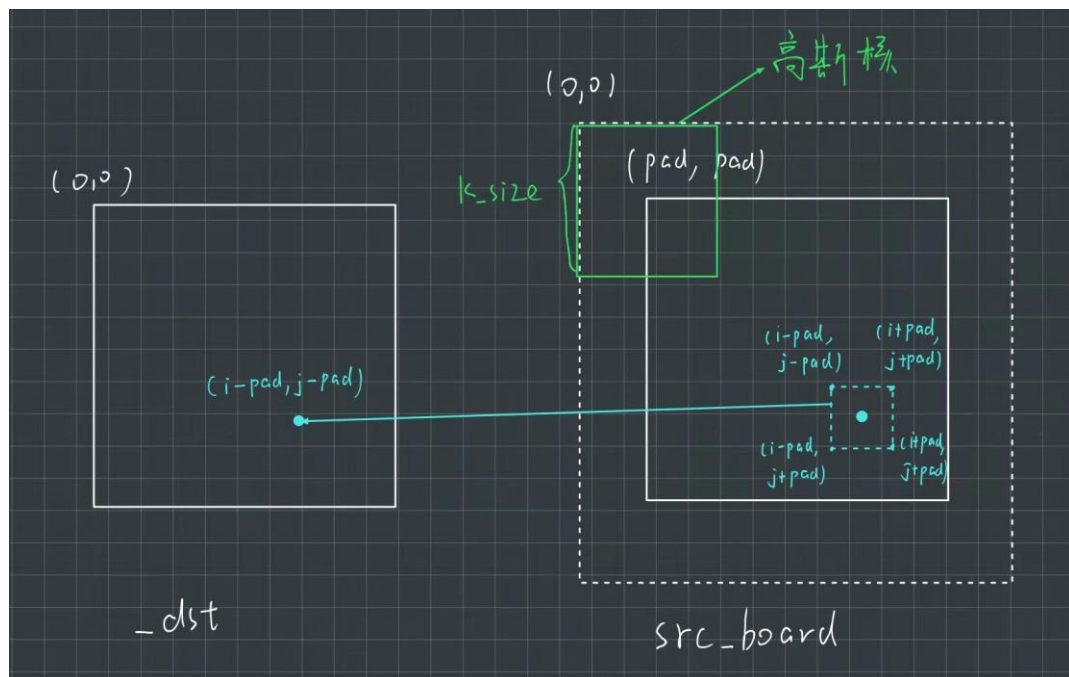 高斯核
(0,0)
(pad, pad)
(0,0)
k_size
(i-pad,
j-pad)
(i+pad,
j+pad)
(i-pad, j-pad)
(i-pad,
j+pad)
(i+pad,
j+pad)
_dst
src_board